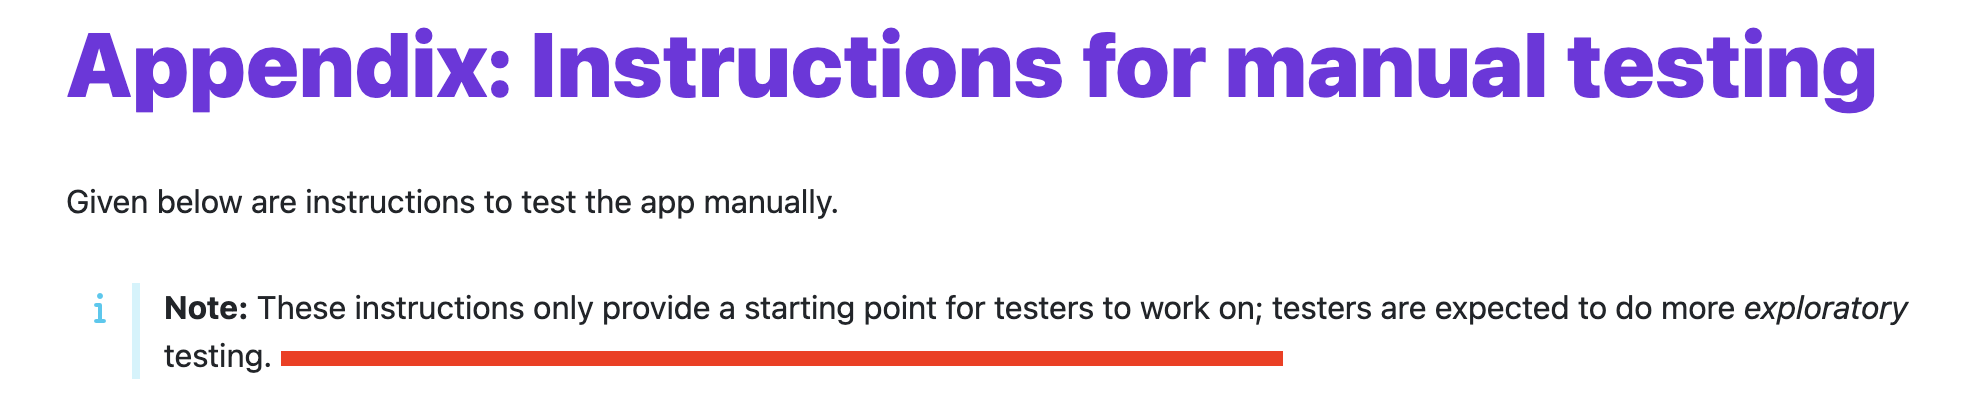 Appendix: Instructions for manual testing
Given below are instructions to test the app manually.
i
Note: These instructions only provide a starting point for testers to work on; testers are expected to do more exploratory
testing.